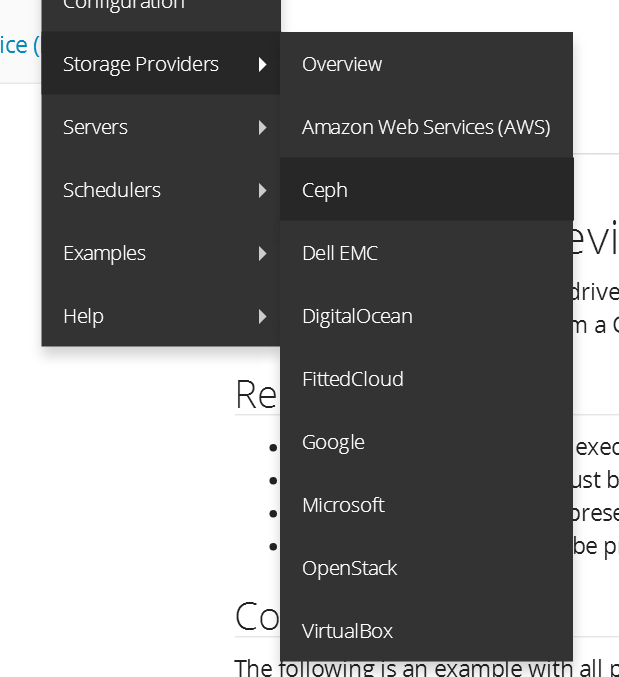 Configuration
ice (
Storage Providers
Servers
Schedulers
Examples
Help
Overview
Amazon Web Services (AWS)
Ceph
Dell EMC
DigitalOcean
FittedCloud
Google
Microsoft
OpenStack
VirtualBox
evi
drive
m a C
Re
exec
ust b
prese
be pr
Co
The following is an example with all p